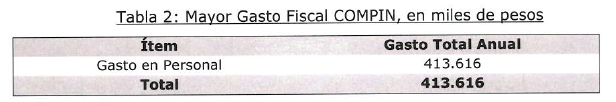 Tabla 2: Mayor Gasto Fiscal COMPIN, en miles de pesos
Ítem Gasto Total Anual
Gasto en Personal 413.616
Total 413.616